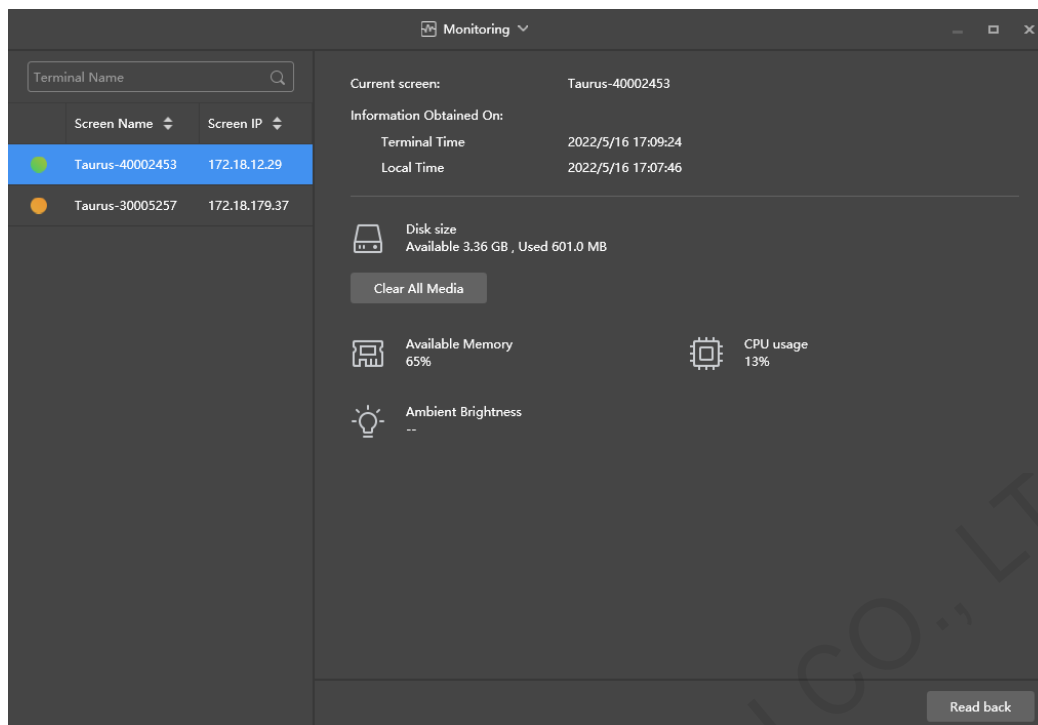 Monitoring
Terminal Name
Screen Name Screen IP
Taurus-40002453 172.18.12.29
Taurus-30005257 172.18.179.37
Current screen: Taurus-40002453
Information Obtained On:
Terminal Time 2022/5/16 17:09:24
Local Time 2022/5/16 17:07:46
Disk size
Available 3.36 GB , Used 601.0 MB
Clear All Media
Available Memory
65%
CPU usage
13%
Ambient Brightness
--
Read back
CO., LT